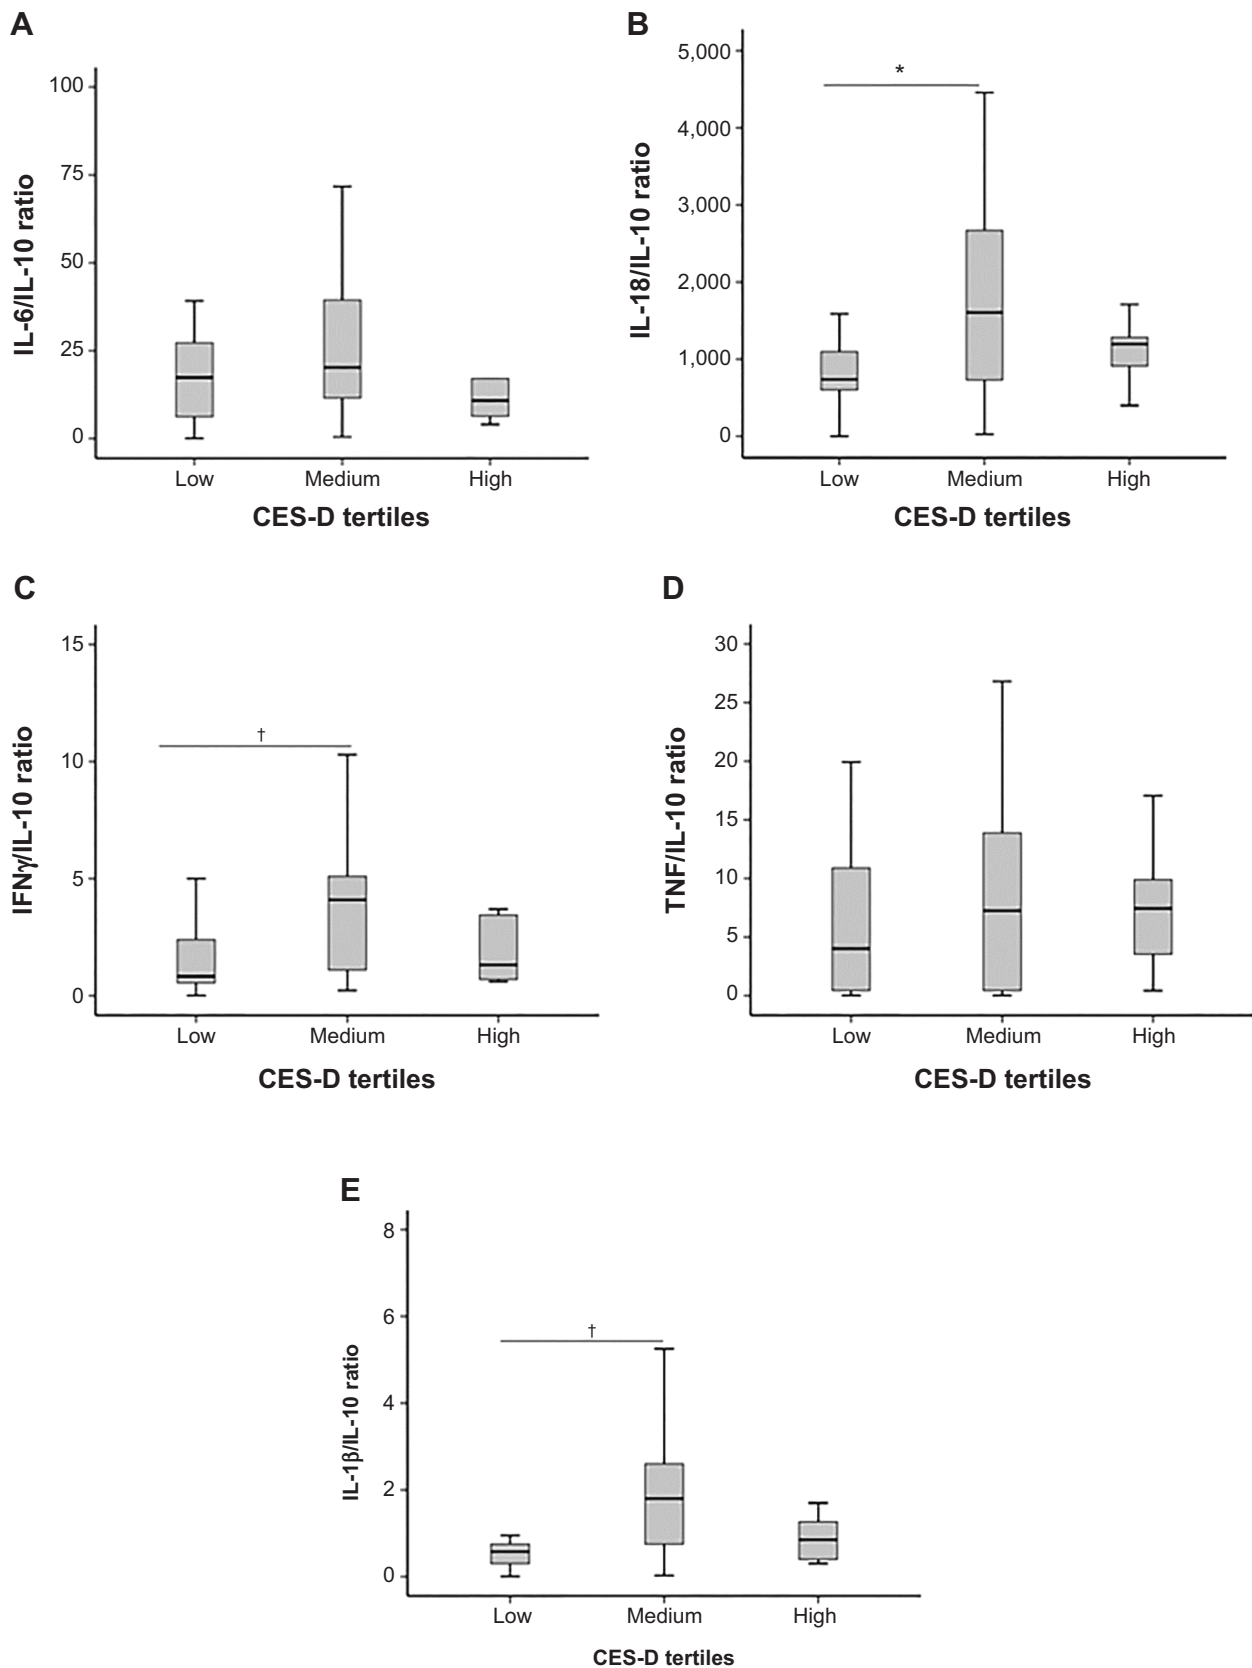 A
100
75
50
25
0
IL-6/IL-10 ratio
Low Medium High
CES-D tertiles
B
5,000
4,000
3,000
2,000
1,000
0
IL-18/IL-10 ratio
*
Low Medium High
CES-D tertiles
C
15
10
5
0
IFNγ/IL-10 ratio
†
Low Medium High
CES-D tertiles
D
30
25
20
15
10
5
0
TNF/IL-10 ratio
Low Medium High
CES-D tertiles
E
8
6
4
2
0
IL-1β/IL-10 ratio
†
Low Medium High
CES-D tertiles